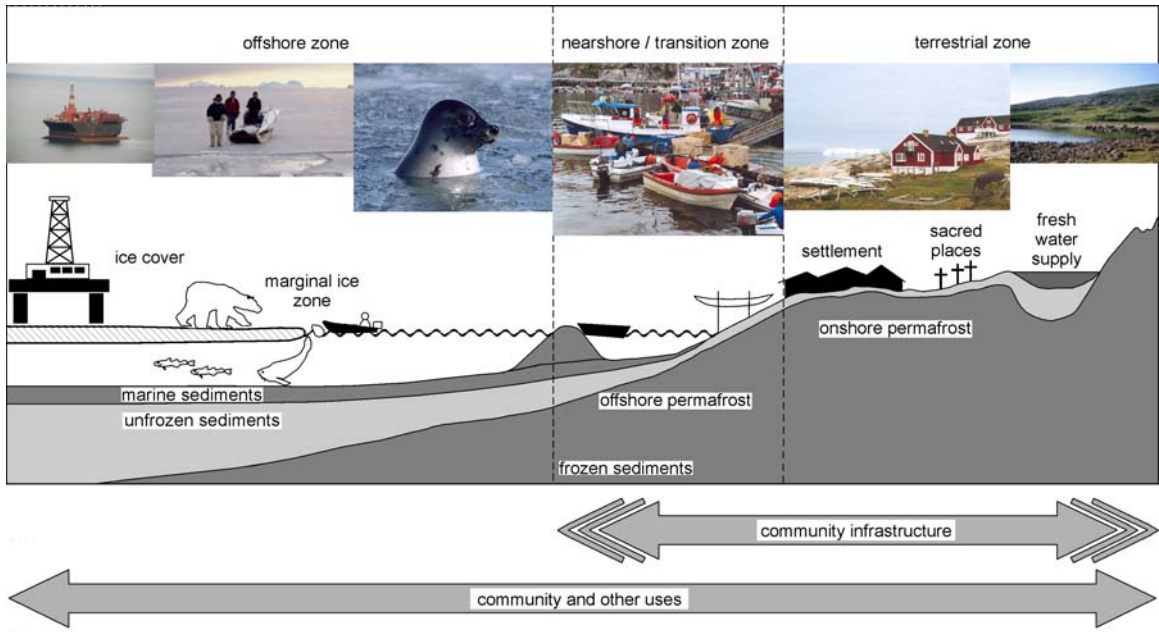 offshore zone
nearshore / transition zone
terrestrial zone
ice cover
marginal ice
zone
settlement
sacred
places
fresh
water
supply
onshore permafrost
marine sediments
unfrozen sediments
offshore permafrost
frozen sediments
community infrastructure
community and other uses